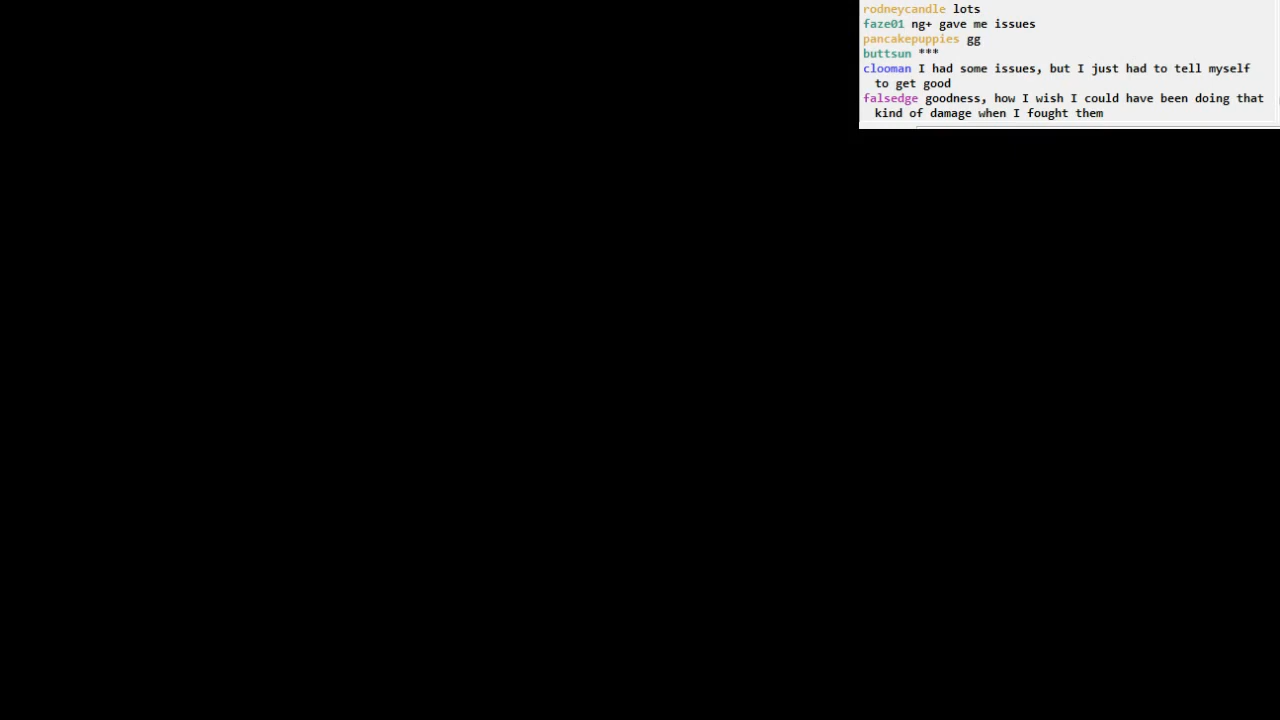 rodneycandle lots
faze01 ng+ gave me issues
pancakepuppies gg
buttsun ***
clooman I had some issues, but I just had to tell myself
to get good
falsedge goodness, how I wish I could have been doing that
kind of damage when I fought them